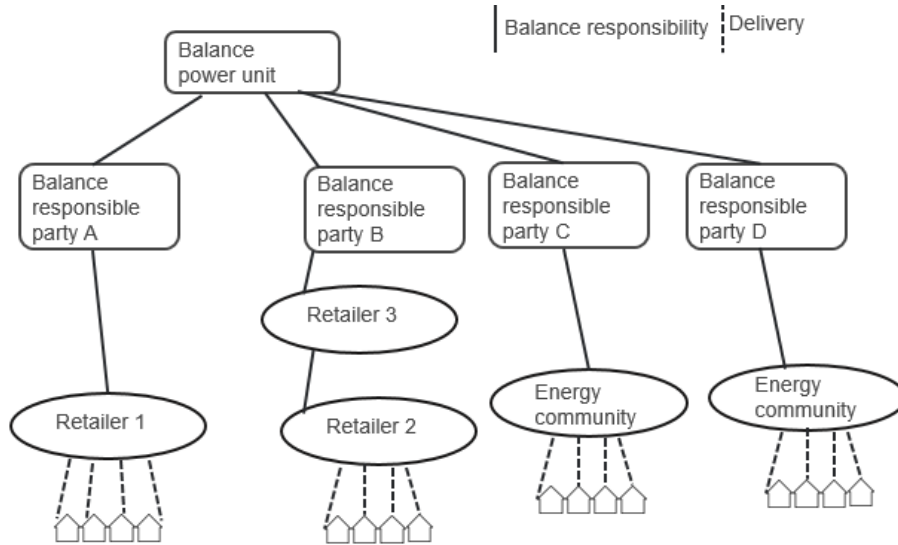 Balance responsibility
Delivery
Balance
power unit
Balance
responsible
party A
Balance
responsible
party B
Balance
responsible
party C
Balance
responsible
party D
Retailer 3
Retailer 1
Retailer 2
Energy
community
Energy
community